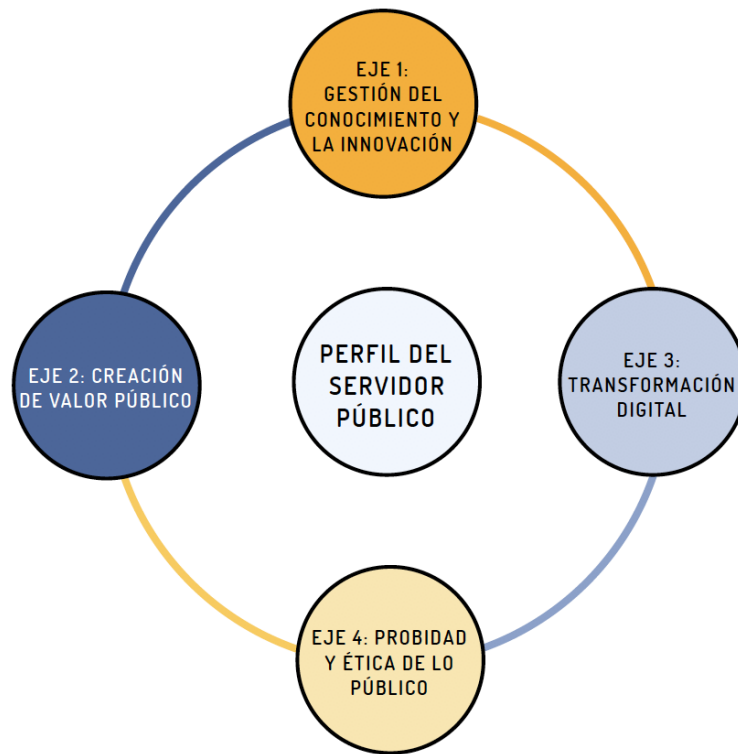 EJE 1:
GESTIÓN DEL
CONOCIMIENTO Y
LA INNOVACIÓN
EJE 2: CREACIÓN
DE VALOR PÚBLICO
PERFIL DEL
SERVIDOR
PÚBLICO
EJE 3:
TRANSFORMACIÓN
DIGITAL
EJE 4: PROBIDAD
Y ÉTICA DE LO
PÚBLICO